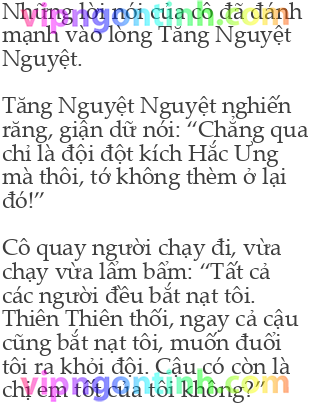 Những lời nói của cô đã đánh
mạnh vào lòng Tăng Nguyệt
Nguyệt.
Tăng Nguyệt Nguyệt nghiến
răng, giận dữ nói: “Chẳng qua
chỉ là đội đột kích Hắc Ưng
mà thôi, tớ không thèm ở lại
đó!”
Cô quay người chạy đi, vừa
chạy vừa lẩm bẩm: “Tất cả
các người đều bắt nạt tôi.
Thiên Thiên thối, ngay cả cậu
cũng bắt nạt tôi, muốn đuổi
tôi ra khỏi đội. Cậu có còn là
chị em tốt của tôi không?”
vipngontinh.com
vipngontinh.com